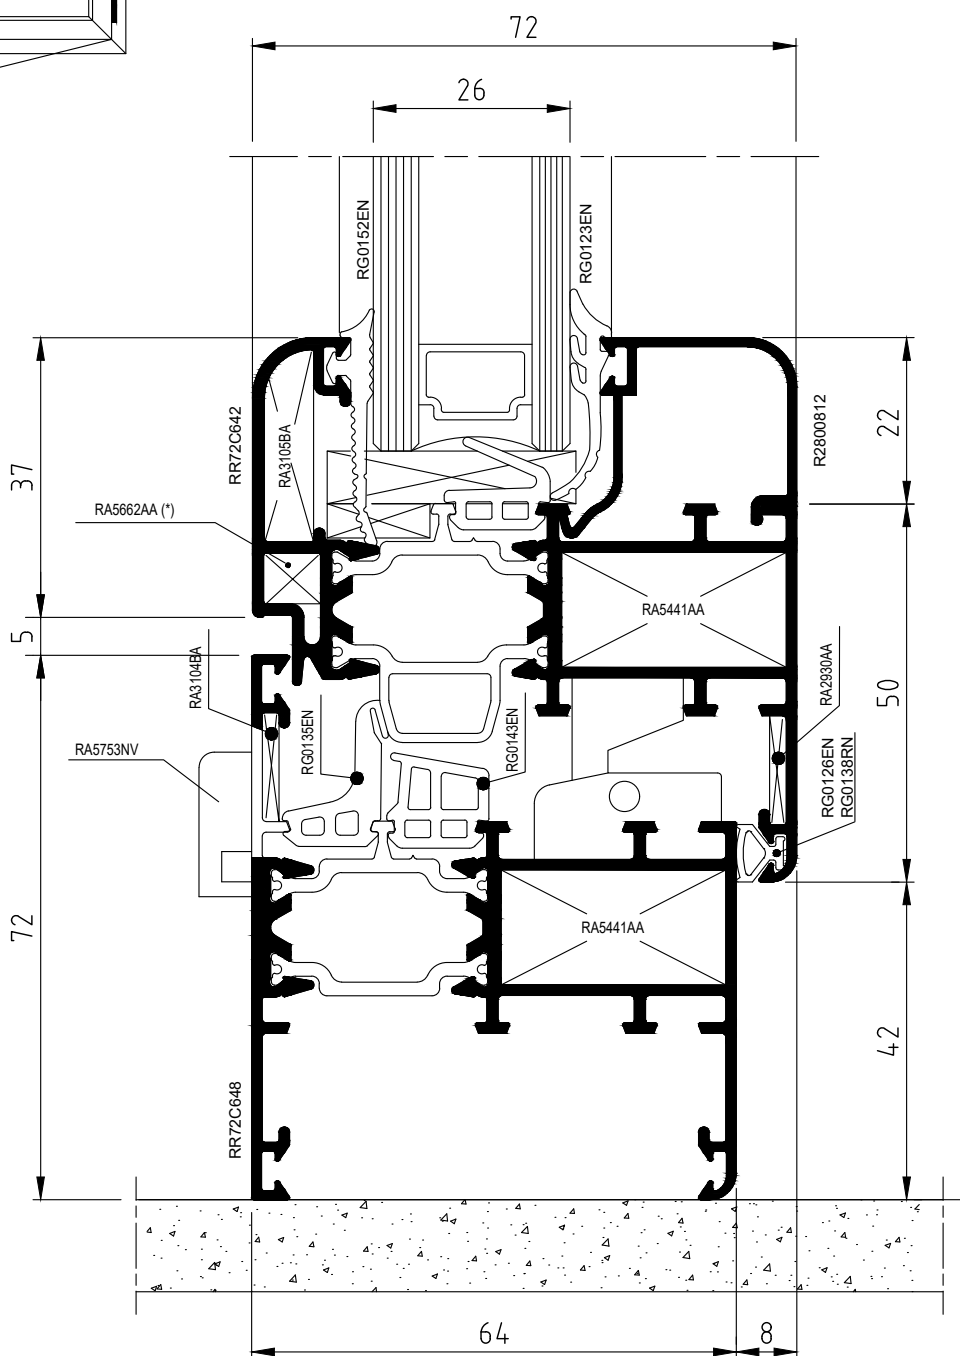 72
26
RG0152EN
RG0123EN
37
RR72C642
RA3105BA
R2800812
22
RA5662AA (*)
5
RA5441AA
RA3104BA
RA2930AA
50
RA5753NV
RG0135EN
RG0143EN
RG0126EN
RG0138RN
72
RA5441AA
42
RR72C648
64
8